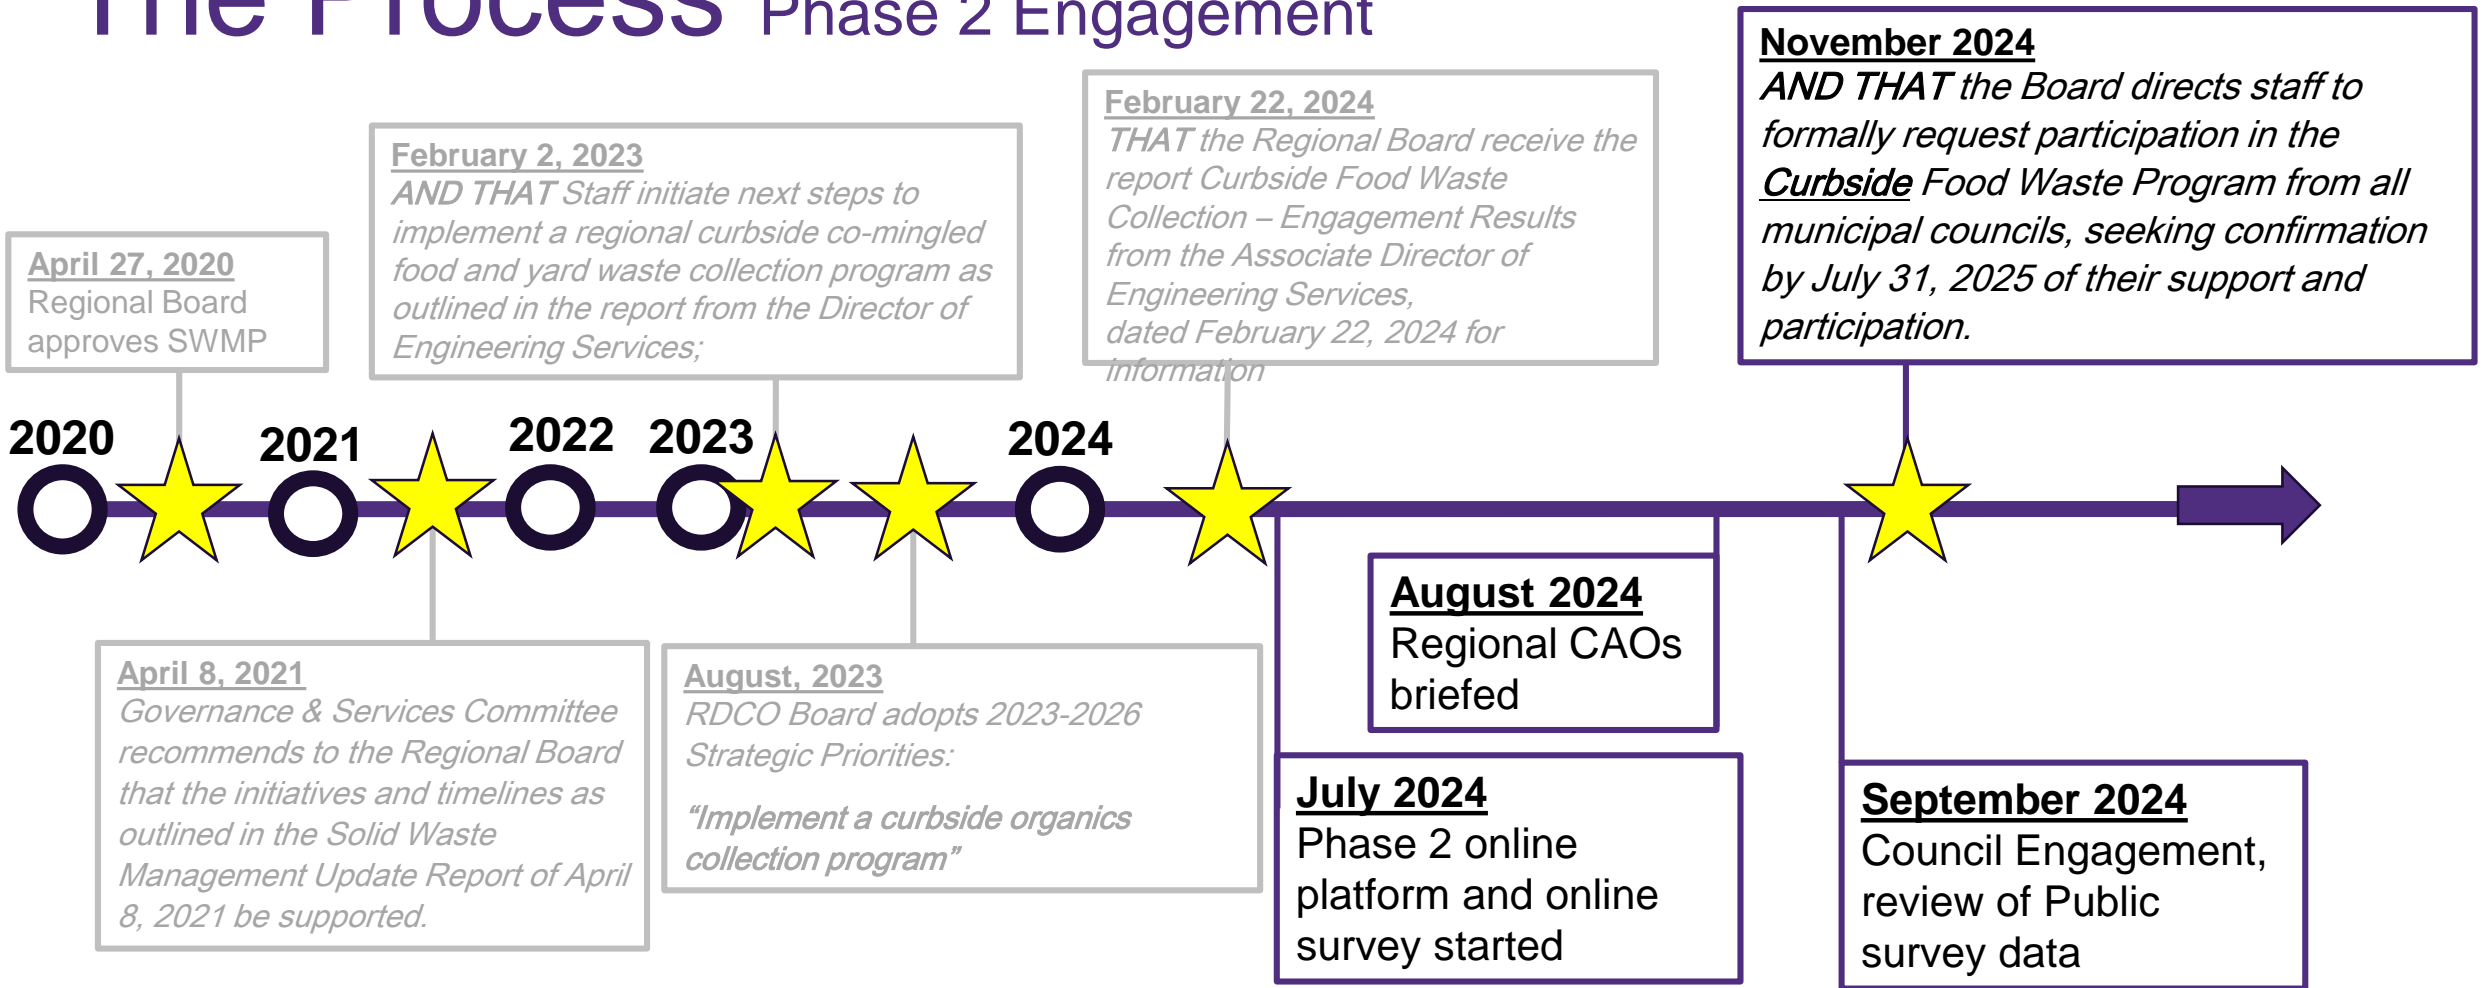 The Process Phase 2 Engagement
November 2024
AND THAT the Board directs staff to
formally request participation in the
Curbside Food Waste Program from all
municipal councils, seeking confirmation
by July 31, 2025 of their support and
participation.
February 22, 2024
THAT the Regional Board receive the
report Curbside Food Waste
Collection – Engagement Results
from the Associate Director of
Engineering Services,
dated February 22, 2024 for
information
February 2, 2023
AND THAT Staff initiate next steps to
implement a regional curbside co-mingled
food and yard waste collection program as
outlined in the report from the Director of
Engineering Services;
April 27, 2020
Regional Board
approves SWMP
2020
2021
2022
2023
2024
August 2024
Regional CAOs
briefed
April 8, 2021
Governance & Services Committee
recommends to the Regional Board
that the initiatives and timelines as
outlined in the Solid Waste
Management Update Report of April
8, 2021 be supported.
August, 2023
RDCO Board adopts 2023-2026
Strategic Priorities:
“Implement a curbside organics
collection program”
July 2024
Phase 2 online
platform and online
survey started
September 2024
Council Engagement,
review of Public
survey data